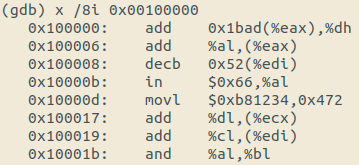 (gdb) x /8i 0x00100000
0x100000: add 0x1bad(%eax),%dh
0x100006: add %al,(%eax)
0x100008: decb 0x52(%edi)
0x10000b: in $0x66,%al
0x10000d: movl $0xb81234,0x472
0x100017: add %dl,(%ecx)
0x100019: add %cl,(%edi)
0x10001b: and %al,%bl